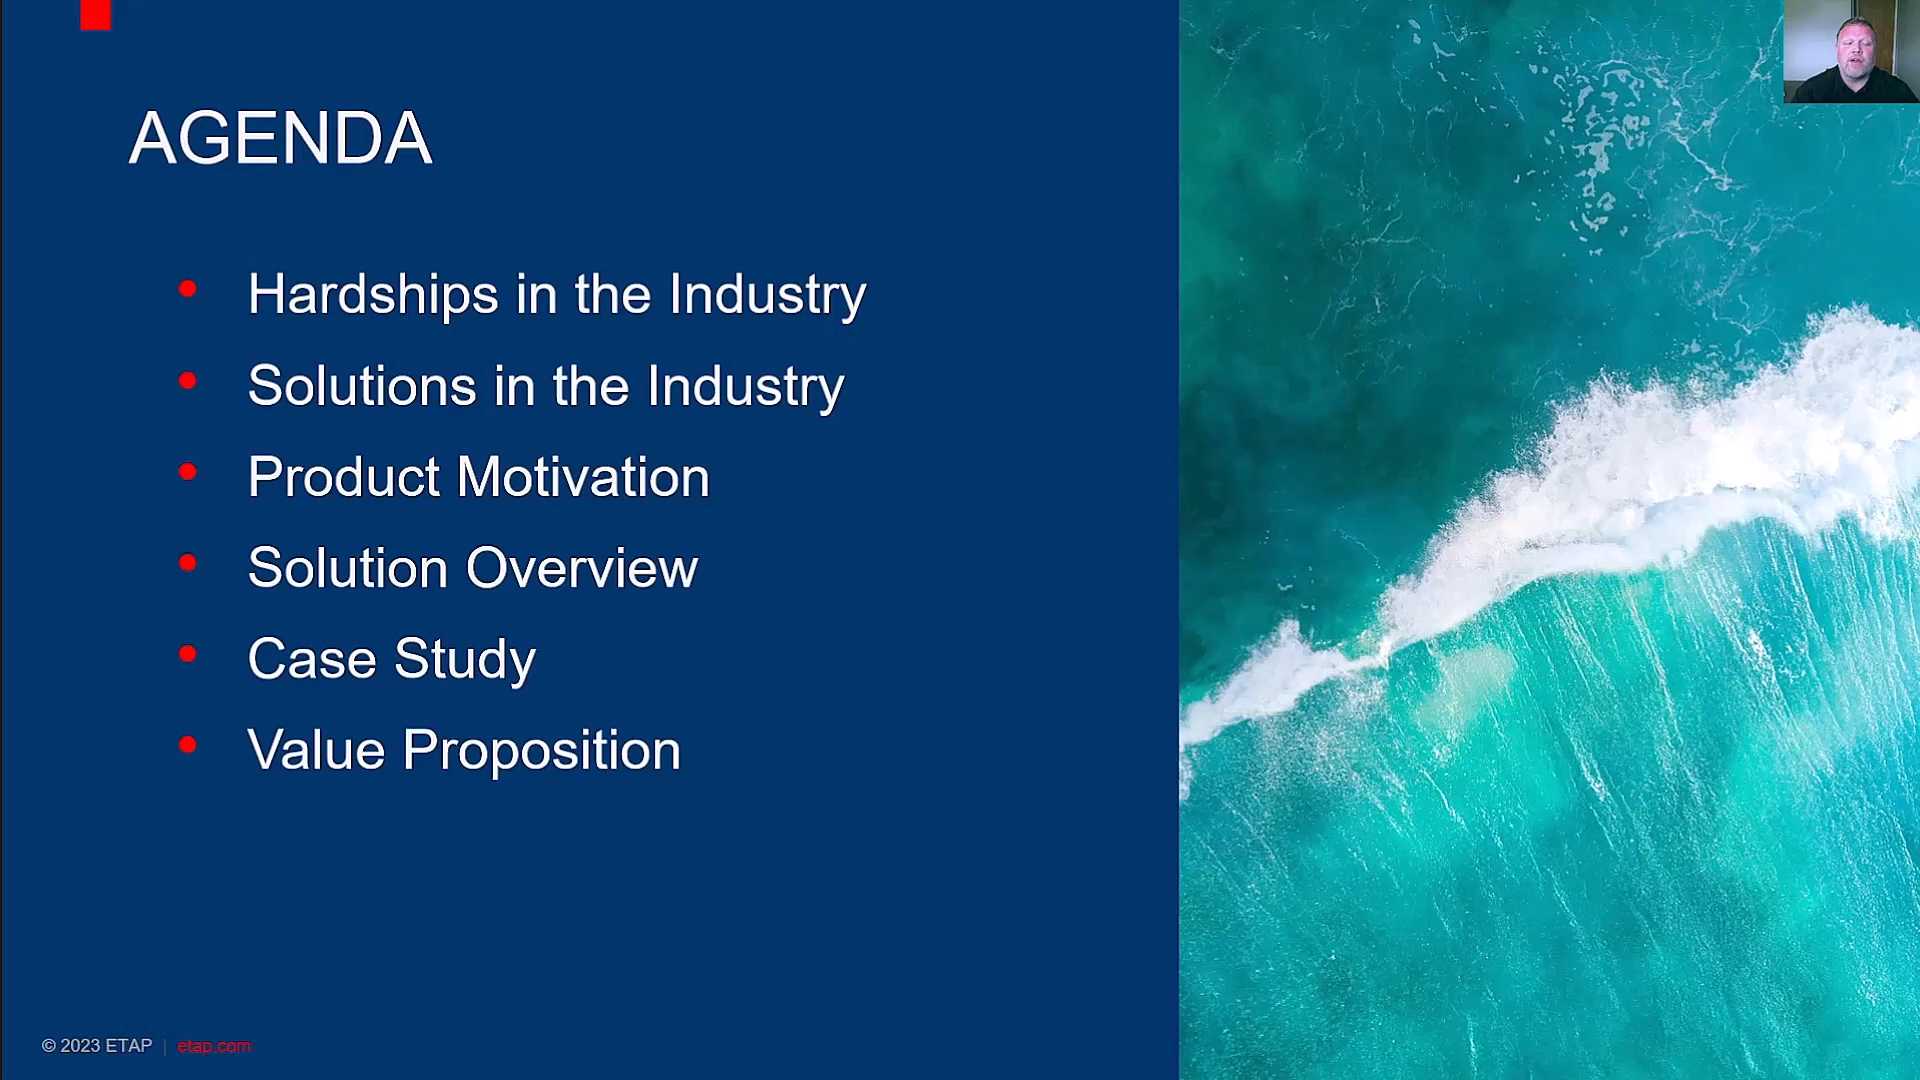 AGENDA
Hardships in the Industry
Solutions in the Industry
Product Motivation
Solution Overview
Case Study
Value Proposition
© 2023 ETAP | etap.com